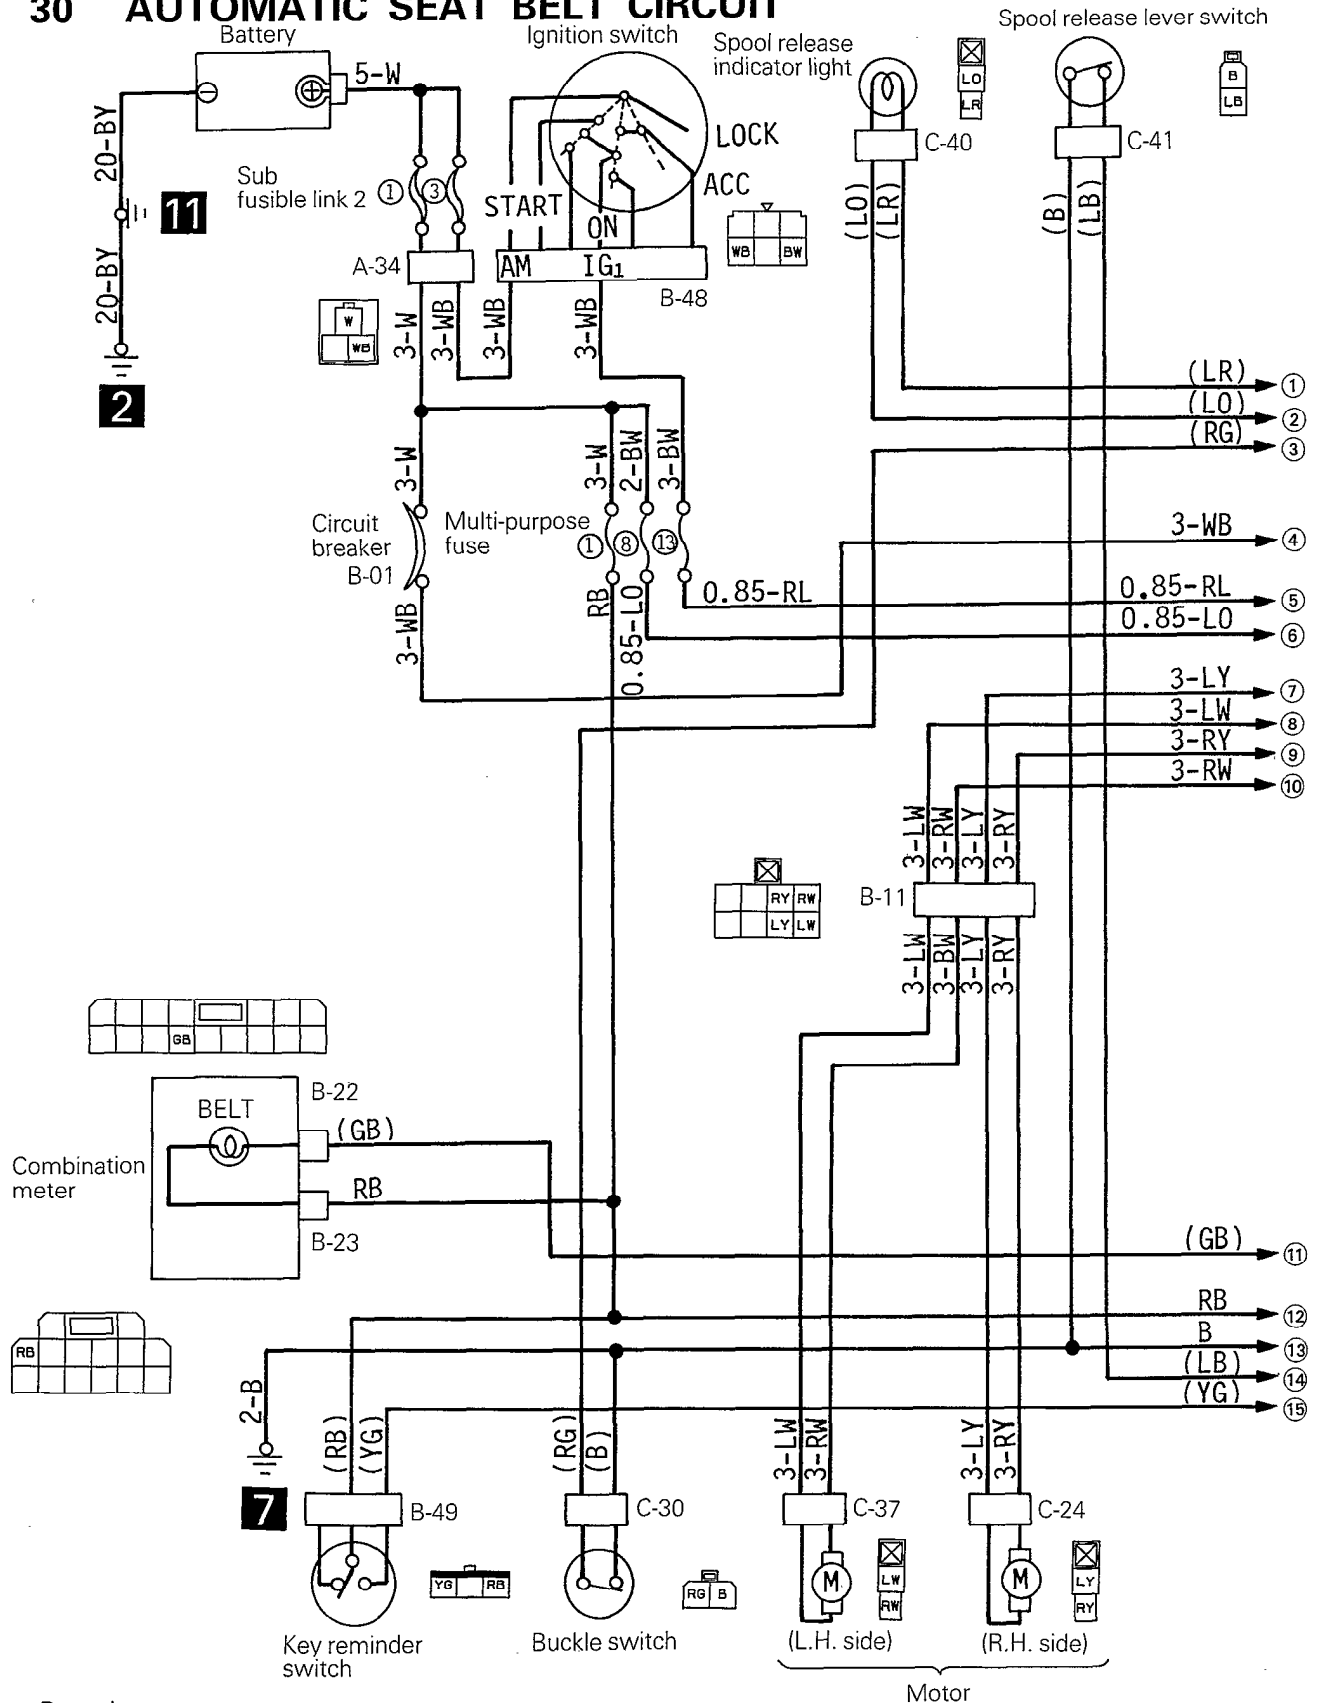 30 AUTOMATIC SEAT BELT CIRCUIT
Battery
Ignition switch
Spool release
indicator light
Spool release lever switch
5-W
20-BY
11
20-BY
2
Sub
fusible link 2
1
3
LOCK
ACC
START
ON
AM
IG1
A-34
B-48
WB
BW
W
WB
3-W
3-WB
3-WB
3-WB
LO
LR
C-40
(LO)
(LR)
B
LB
C-41
(B)
(LB)
(LR)
1
(LO)
2
(RG)
3
3-W
3-W
2-BW
3-BW
Circuit
breaker
B-01
Multi-purpose
fuse
1
8
13
3-WB
4
3-WB
RB
0.85-LO
0.85-RL
0.85-RL
5
0.85-LO
6
3-LY
7
3-LW
8
3-RY
9
3-RW
10
3-LW
3-RW
3-LY
3-RY
B-11
RY RW
LY LW
3-LW
3-BW
3-LY
3-RY
GB
B-22
BELT
(GB)
Combination
meter
RB
B-23
(GB)
11
RB
12
RB
B
13
(LB)
14
(YG)
15
2-B
7
(RB)
(YG)
(RG)
(B)
3-LW
3-RW
3-LY
3-RY
B-49
C-30
C-37
C-24
YG RB
RG B
M
LW
RW
M
LY
RY
Key reminder
switch
Buckle switch
(L.H. side)
(R.H. side)
Motor